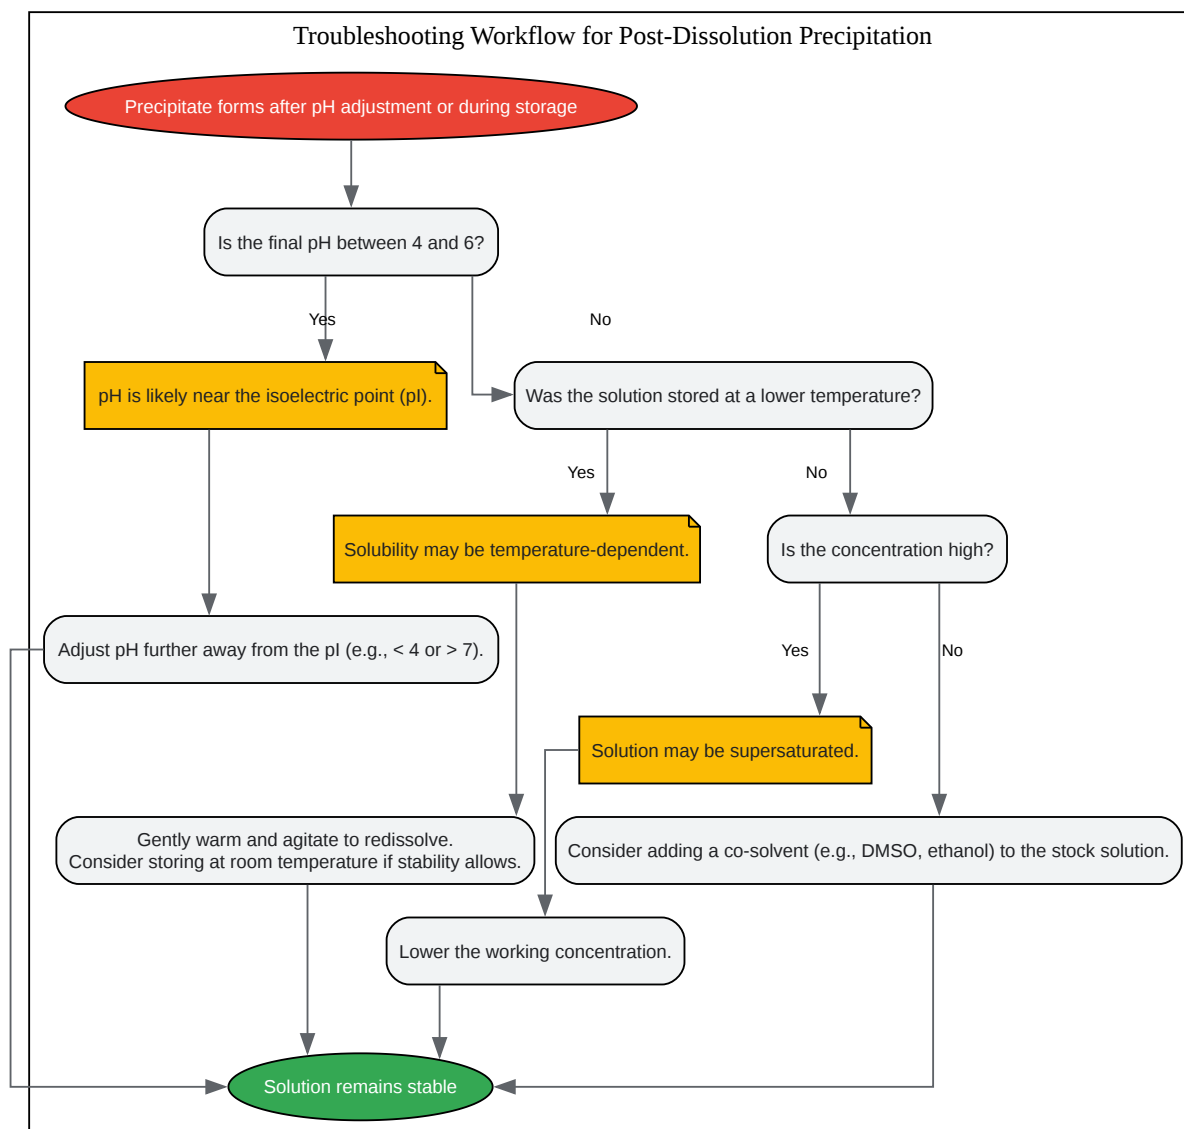 Troubleshooting Workflow for Post-Dissolution Precipitation
Precipitate forms after pH adjustment or during storage
Is the final pH between 4 and 6?
Yes
No
pH is likely near the isoelectric point (pI).
Was the solution stored at a lower temperature?
Yes
No
Solubility may be temperature-dependent.
Is the concentration high?
Adjust pH further away from the pI (e.g., < 4 or > 7).
Yes
No
Solution may be supersaturated.
Gently warm and agitate to redissolve.
Consider storing at room temperature if stability allows.
Consider adding a co-solvent (e.g., DMSO, ethanol) to the stock solution.
Lower the working concentration.
Solution remains stable